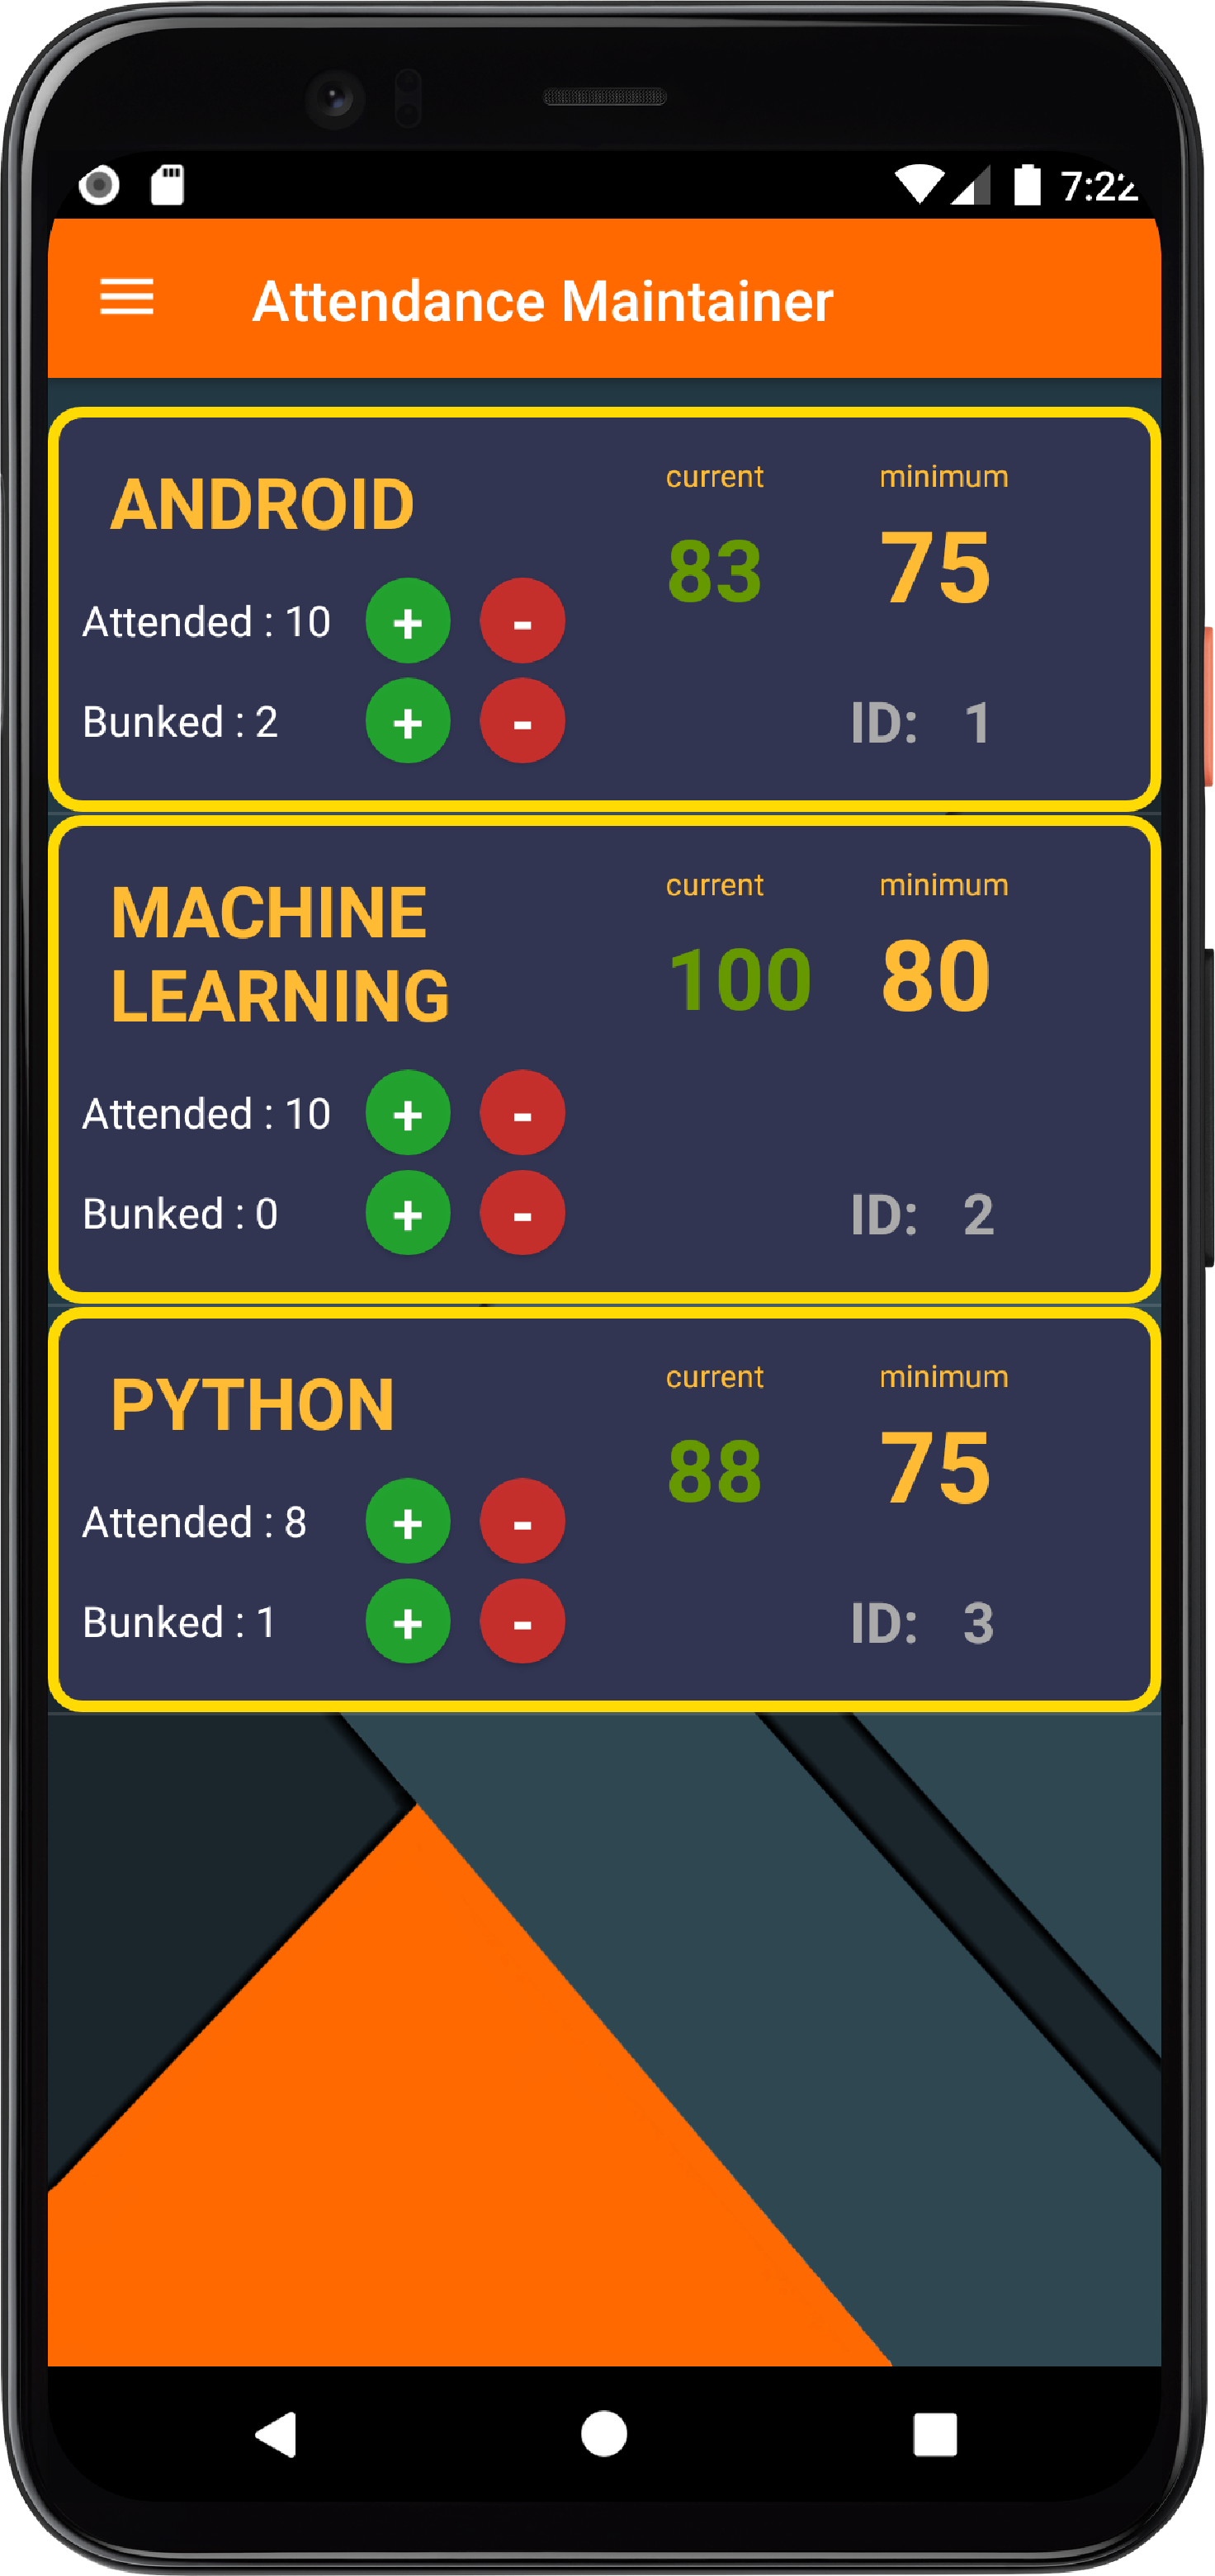 7:22
Attendance Maintainer
ANDROID
current
minimum
83
75
Attended : 10
+
-
Bunked : 2
+
-
ID: 1
MACHINE
LEARNING
current
minimum
100
80
Attended : 10
+
-
Bunked : 0
+
-
ID: 2
PYTHON
current
minimum
88
75
Attended : 8
+
-
Bunked : 1
+
-
ID: 3